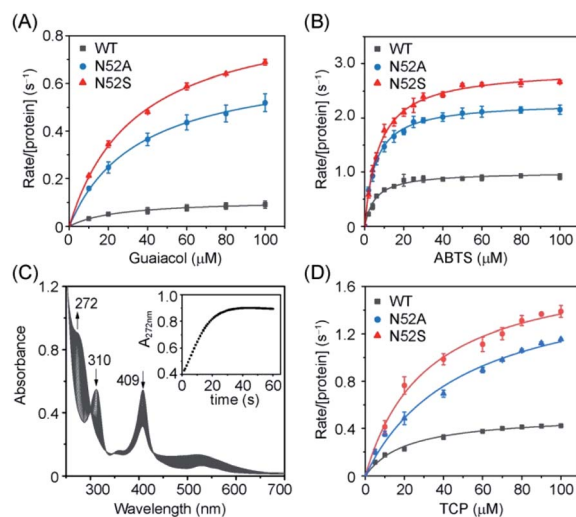 (A)
WT
N52A
N52S
Rate/[protein] (s⁻¹)
0.8
0.6
0.4
0.2
0
0 20 40 60 80 100
Guaiacol (μM)
(B)
WT
N52A
N52S
Rate/[protein] (s⁻¹)
3.0
2.0
1.0
0.0
0 20 40 60 80 100
ABTS (μM)
(C)
272
310
409
Absorbance
1.2
0.8
0.4
0.0
300 400 500 600 700
Wavelength (nm)
A272nm
1.0
0.8
0.6
0.4
0 20 40 60
time (s)
(D)
WT
N52A
N52S
Rate/[protein] (s⁻¹)
1.6
1.2
0.8
0.4
0.0
0 20 40 60 80 100
TCP (μM)